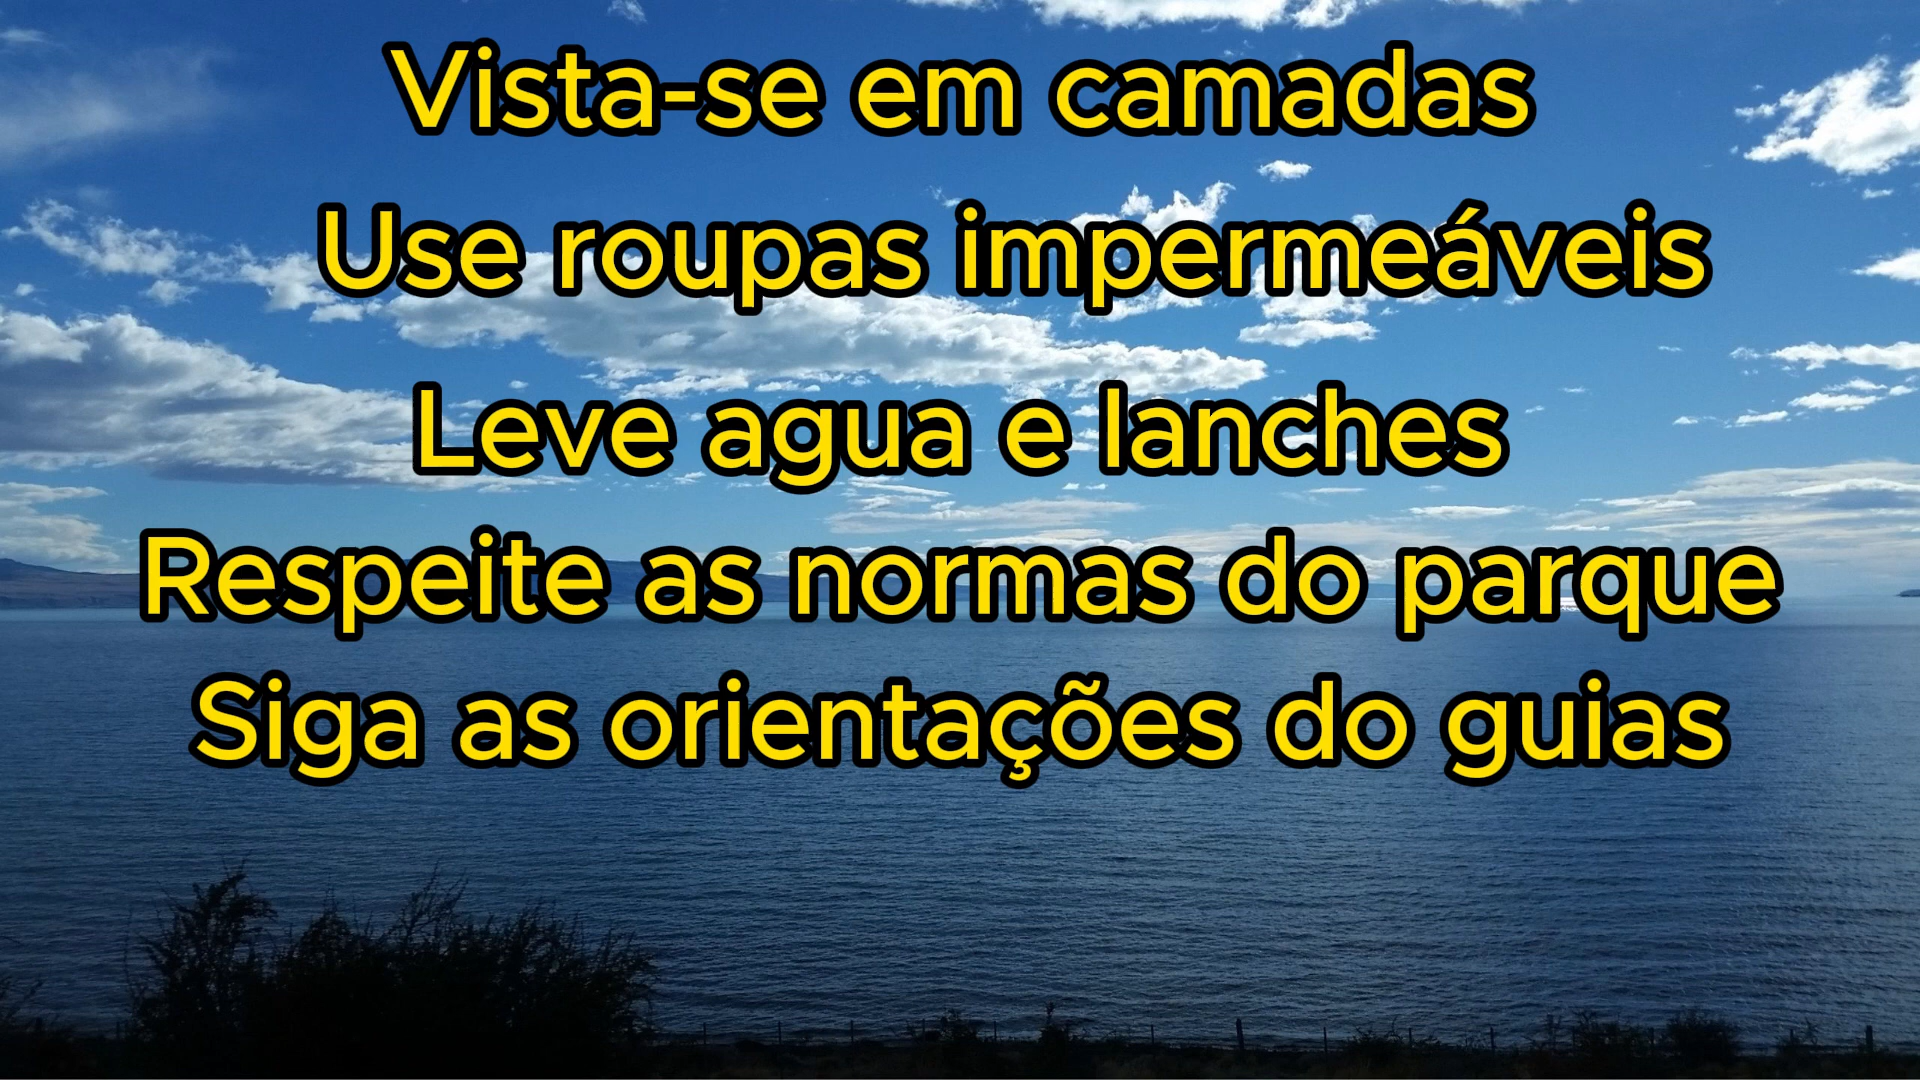 Vista-se em camadas
Use roupas impermeáveis
Leve agua e lanches
Respeite as normas do parque
Siga as orientações do guias